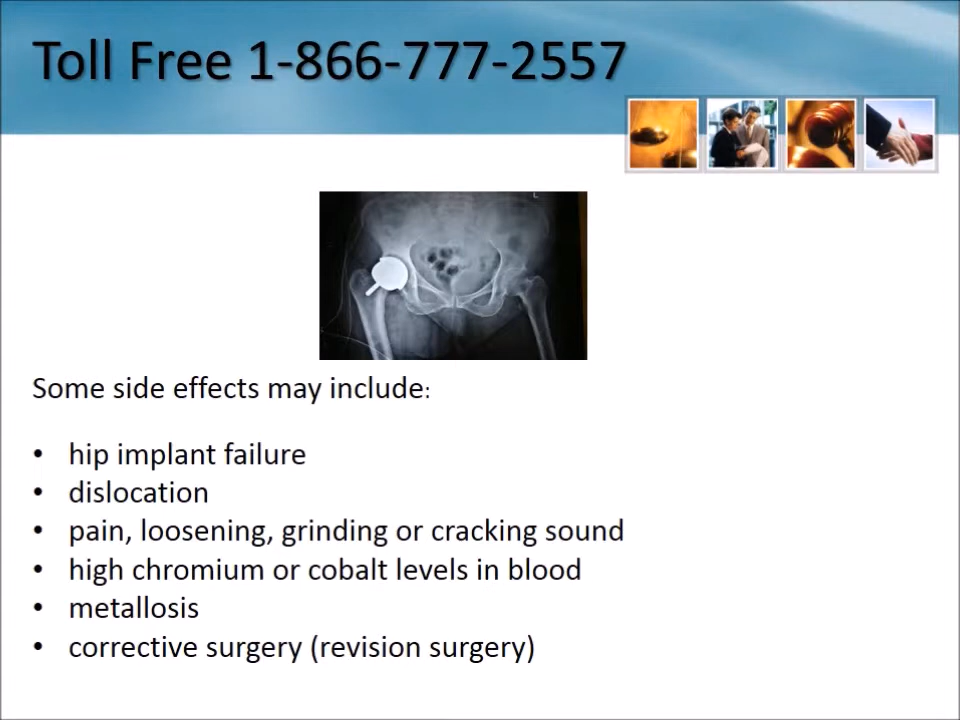 Toll Free 1-866-777-2557
Some side effects may include:
• hip implant failure
• dislocation
• pain, loosening, grinding or cracking sound
• high chromium or cobalt levels in blood
• metallosis
• corrective surgery (revision surgery)